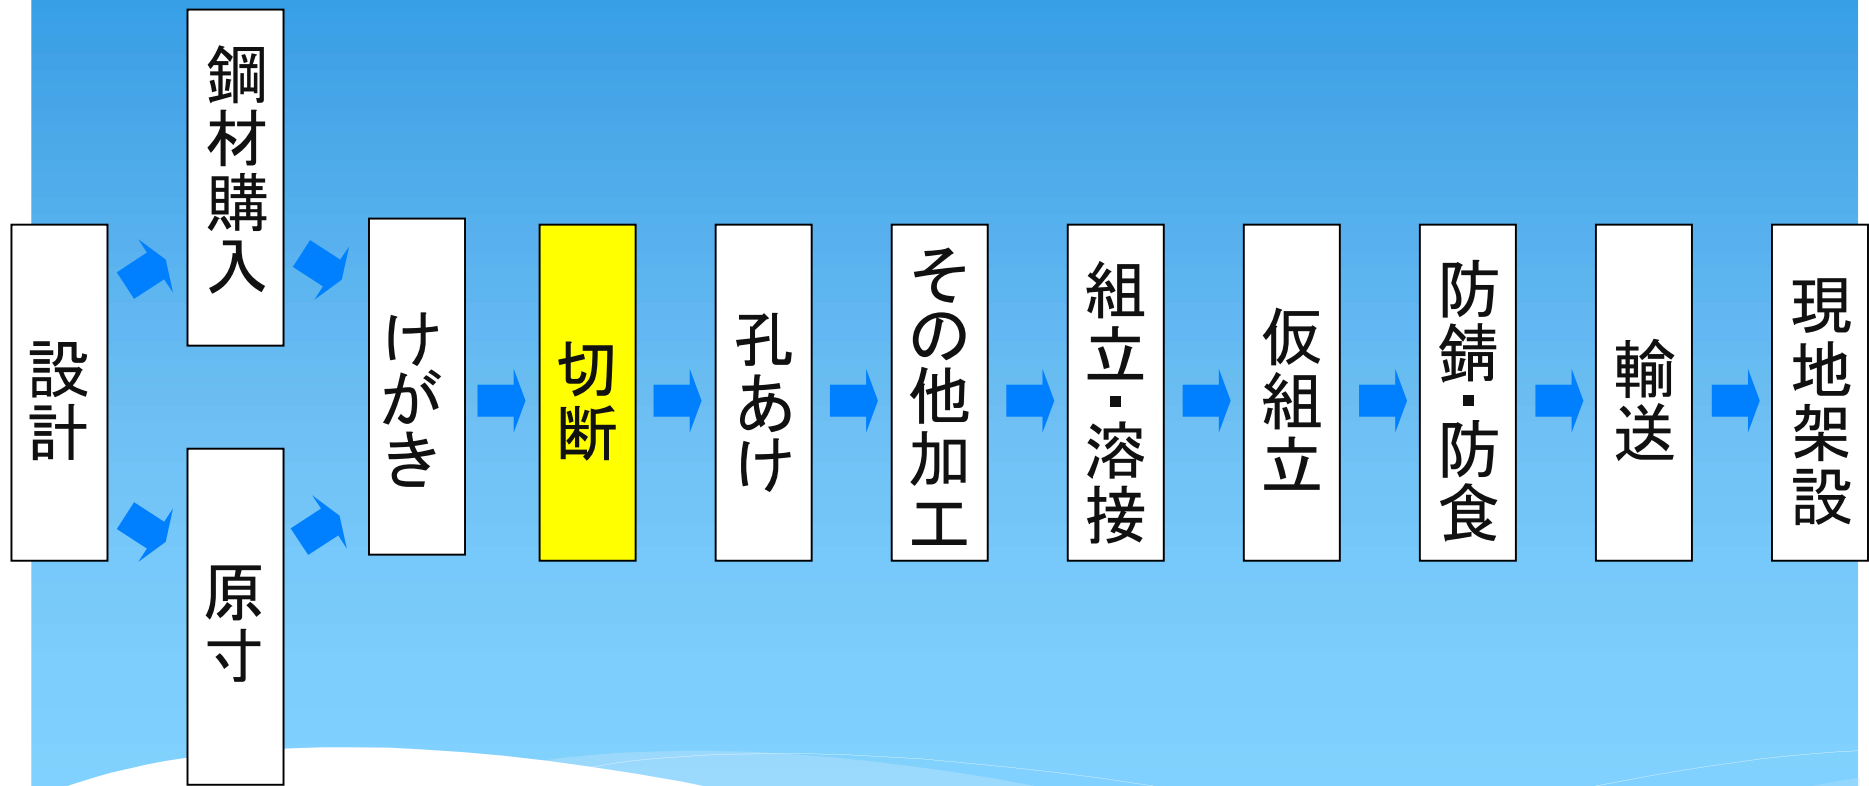 設計
鋼材購入
原寸
けがき
切断
孔あけ
その他加工
組立・溶接
仮組立
防錆・防食
輸送
現地架設